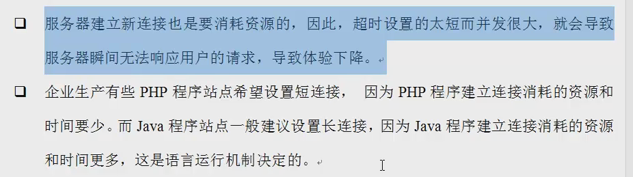 服务器建立新连接也是要消耗资源的，因此，超时设置的太短而并发很大，就会导致
服务器瞬间无法响应用户的请求，导致体验下降。
企业生产有些 PHP 程序站点希望设置短连接， 因为 PHP 程序建立连接消耗的资源和
时间要少。而 Java 程序站点一般建议设置长连接，因为 Java 程序建立连接消耗的资源
和时间更多，这是语言运行机制决定的。